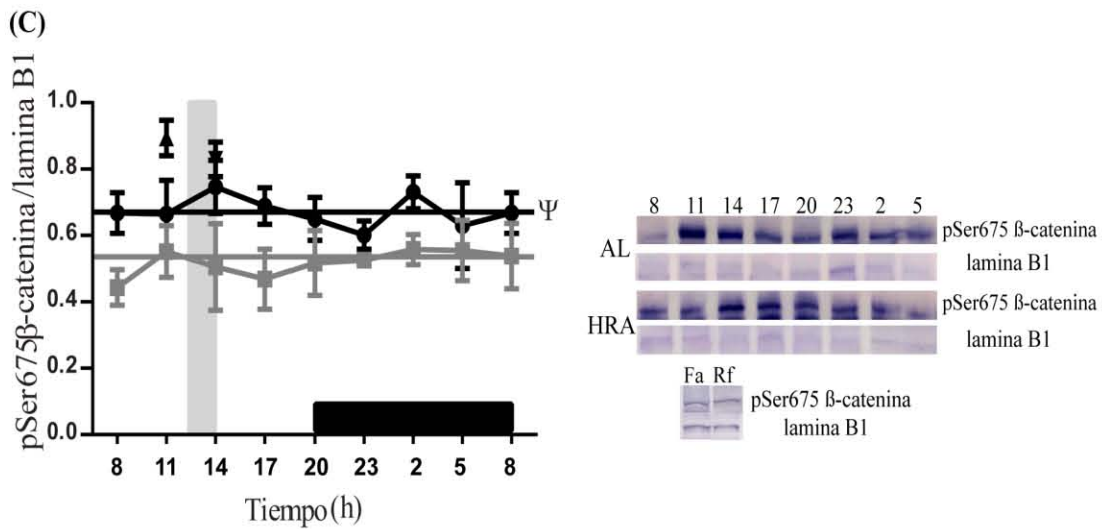 (C)
pSer675β-catenina/lamina B1
1.0
0.8
0.6
0.4
0.2
0.0
Ψ
8 11 14 17 20 23 2 5 8
Tiempo (h)
8 11 14 17 20 23 2 5
AL
pSer675 ß-catenina
lamina B1
HRA
pSer675 ß-catenina
lamina B1
Fa Rf
pSer675 ß-catenina
lamina B1